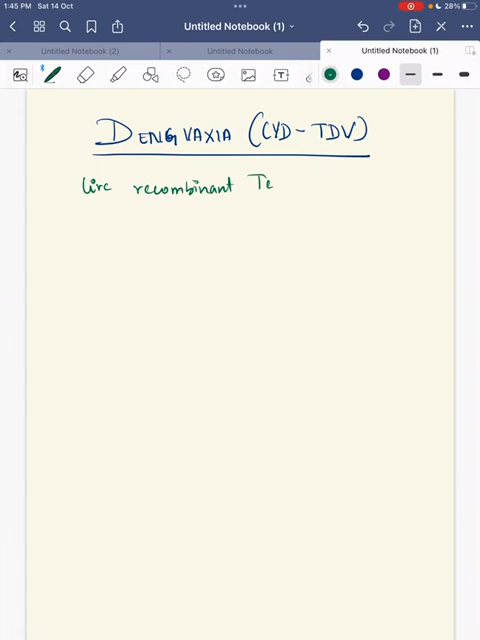 1:45 PM Sat 14 Oct
28%
Untitled Notebook (1)
Untitled Notebook (2) Untitled Notebook Untitled Notebook (1)
DENGVAXIA (CYD-TDV)
live recombinant Te